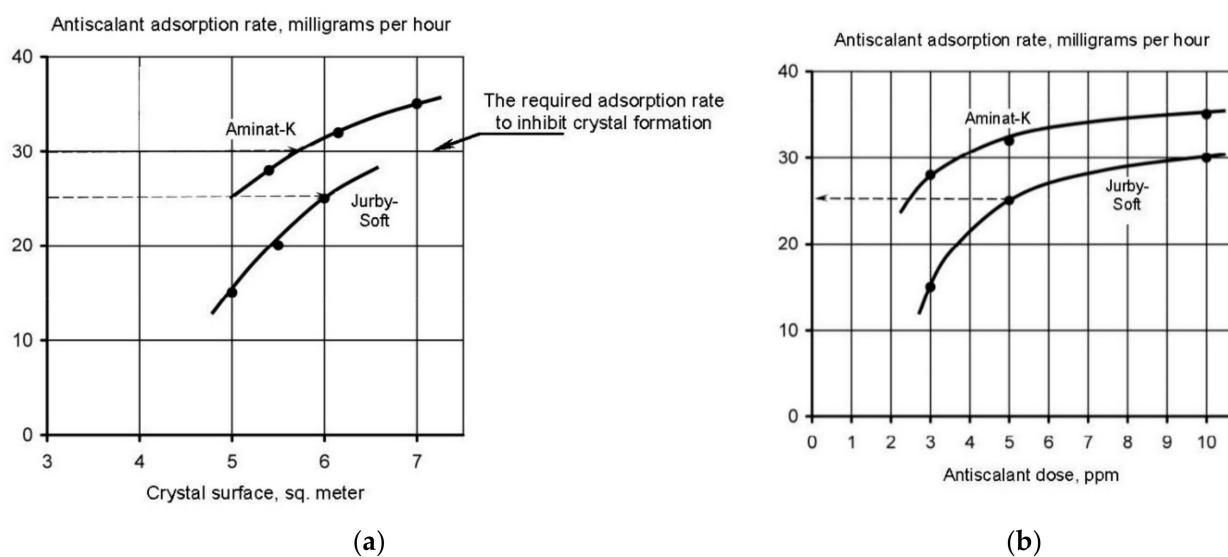 Antiscalant adsorption rate, milligrams per hour
40
30
20
10
0
3 4 5 6 7
Crystal surface, sq. meter
Aminat-K
Jurby-
Soft
The required adsorption rate
to inhibit crystal formation
(a)
Antiscalant adsorption rate, milligrams per hour
40
30
20
10
0
0 1 2 3 4 5 6 7 8 9 10
Antiscalant dose, ppm
Aminat-K
Jurby-
Soft
(b)